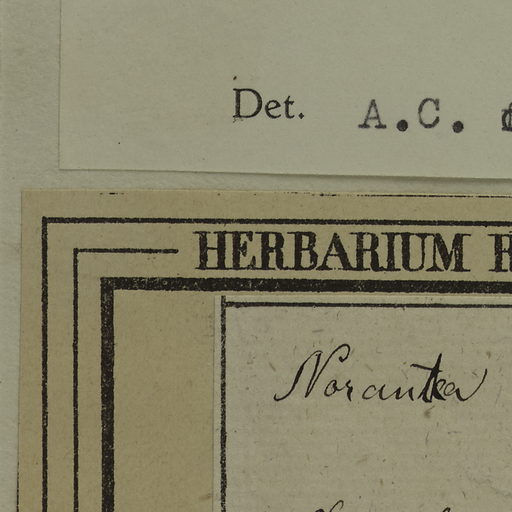 Det. A.C.
HERBARIUM
Norantea